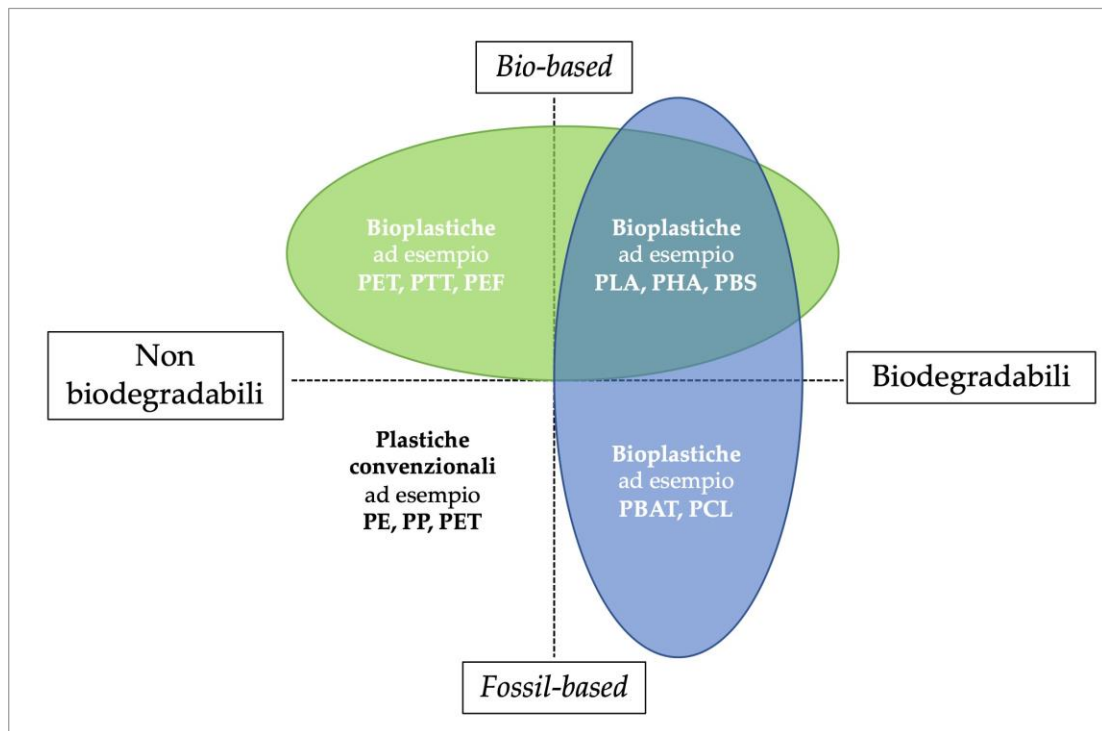 Bio-based
Bioplastiche
ad esempio
PET, PTT, PEF
Bioplastiche
ad esempio
PLA, PHA, PBS
Non
biodegradabili
Biodegradabili
Plastiche
convenzionali
ad esempio
PE, PP, PET
Bioplastiche
ad esempio
PBAT, PCL
Fossil-based